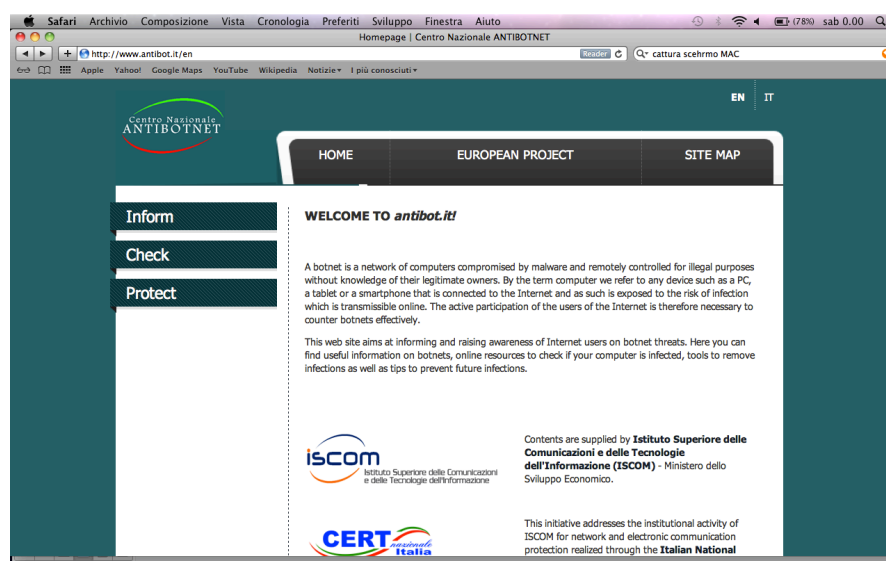 Safari Archivio Composizione Vista Cronologia Preferiti Sviluppo Finestra Aiuto (78%) sab 0.00
Homepage | Centro Nazionale ANTIBOTNET
http://www.antibot.it/en Reader cattura scehrmo MAC
Apple Yahoo! Google Maps YouTube Wikipedia Notizie I più conosciuti
EN IT
Centro Nazionale
ANTIBOTNET
HOME EUROPEAN PROJECT SITE MAP
Inform
Check
Protect
WELCOME TO antibot.it!
A botnet is a network of computers compromised by malware and remotely controlled for illegal purposes
without knowledge of their legitimate owners. By the term computer we refer to any device such as a PC,
a tablet or a smartphone that is connected to the Internet and as such is exposed to the risk of infection
which is transmissible online. The active participation of the users of the Internet is therefore necessary to
counter botnets effectively.
This web site aims at informing and raising awareness of Internet users on botnet threats. Here you can
find useful information on botnets, online resources to check if your computer is infected, tools to remove
infections as well as tips to prevent future infections.
iscom
Istituto Superiore delle Comunicazioni
e delle Tecnologie dell'Informazione
Contents are supplied by Istituto Superiore delle
Comunicazioni e delle Tecnologie
dell'Informazione (ISCOM) - Ministero dello
Sviluppo Economico.
CERT nazionale
Italia
This initiative addresses the institutional activity of
ISCOM for network and electronic communication
protection realized through the Italian National